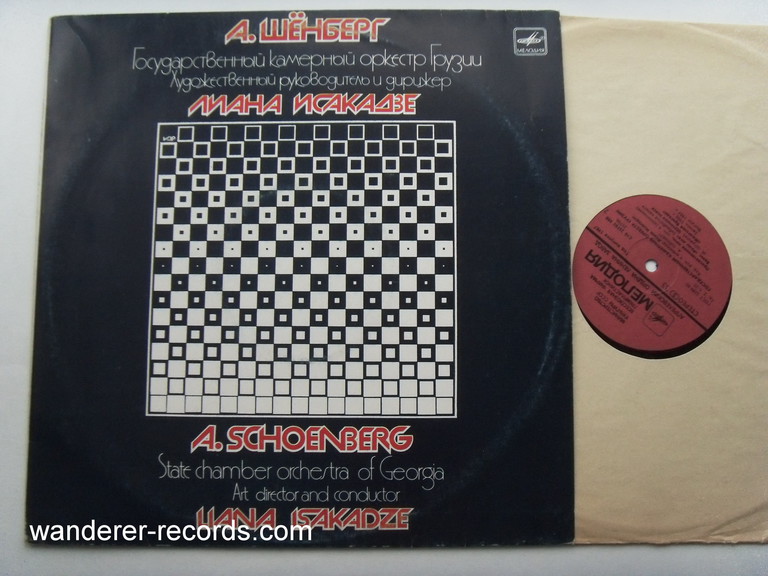 А. ШЁНБЕРГ
МЕЛОДИЯ
Государственный камерный оркестр Грузии
Художественный руководитель и дирижер
ЛИАНА ИСАКАДЗЕ
A. SCHOENBERG
State chamber orchestra of Georgia
Art director and conductor
LIANA ISAKADZE
МЕЛОДИЯ
wanderer-records.com